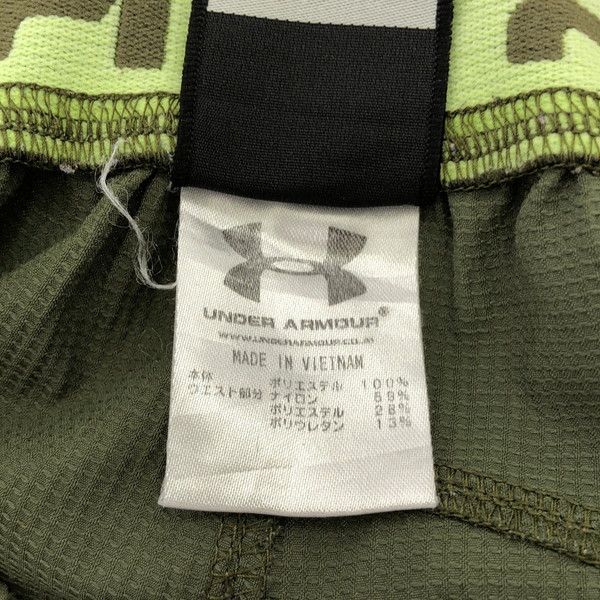 UNDER ARMOUR®
WWW.UNDERARMOUR.CO.JP
MADE IN VIETNAM
本体 ポリエステル 100%
ウエスト部分 ナイロン 59%
ポリエステル 28%
ポリウレタン 13%